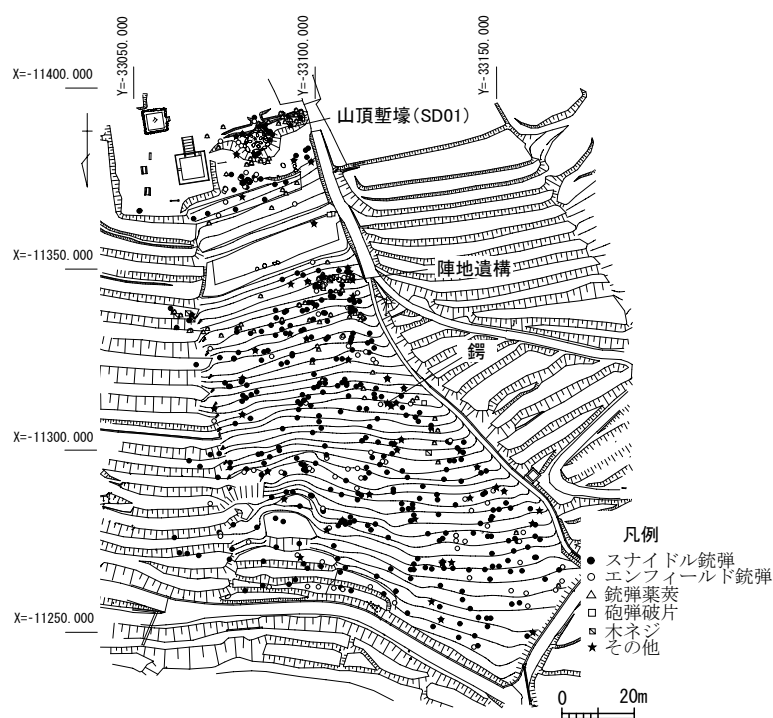 Y=-33050.000
Y=-33100.000
Y=-33150.000
X=-11400.000
山頂塹壕(SD01)
X=-11350.000
陣地遺構
鍔
X=-11300.000
凡例
スナイドル銃弾
エンフィールド銃弾
銃弾薬莢
砲弾破片
木ネジ
その他
X=-11250.000
0 20m